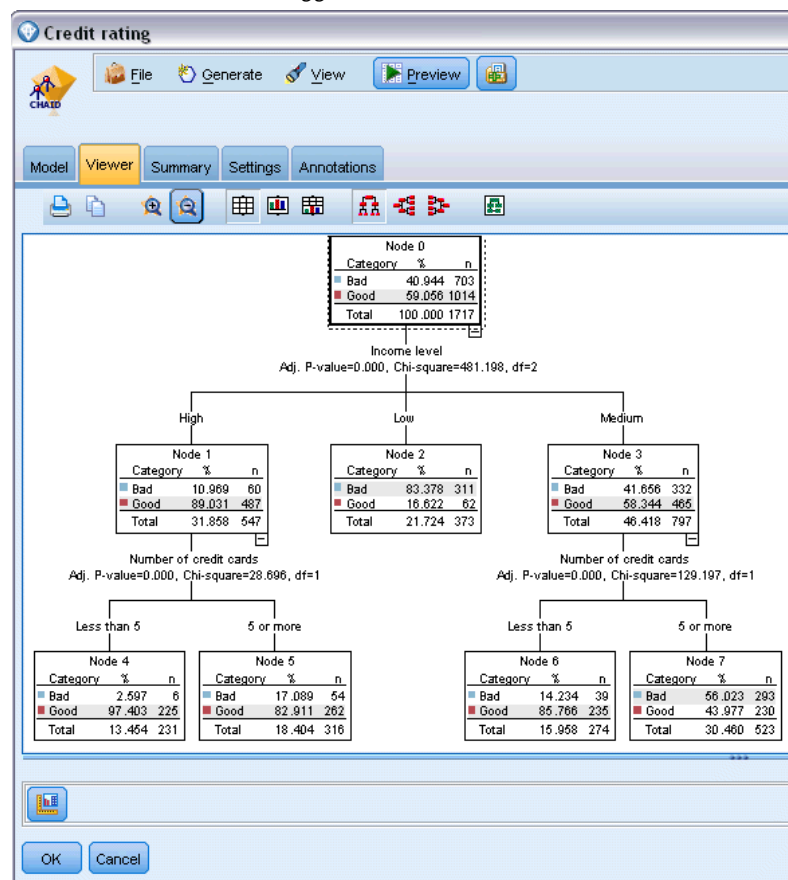 Credit rating
CHAID
File Generate View Preview
Model Viewer Summary Settings Annotations
Node 0
Category % n
Bad 40.944 703
Good 59.056 1014
Total 100.000 1717
Income level
Adj. P-value=0.000, Chi-square=481.198, df=2
High Low Medium
Node 1
Category % n
Bad 10.969 60
Good 89.031 487
Total 31.858 547
Node 2
Category % n
Bad 83.378 311
Good 16.622 62
Total 21.724 373
Node 3
Category % n
Bad 41.656 332
Good 58.344 465
Total 46.418 797
Number of credit cards
Adj. P-value=0.000, Chi-square=28.696, df=1
Number of credit cards
Adj. P-value=0.000, Chi-square=129.197, df=1
Less than 5 5 or more
Less than 5 5 or more
Node 4
Category % n
Bad 2.597 6
Good 97.403 225
Total 13.454 231
Node 5
Category % n
Bad 17.089 54
Good 82.911 262
Total 18.404 316
Node 6
Category % n
Bad 14.234 39
Good 85.766 235
Total 15.958 274
Node 7
Category % n
Bad 56.023 293
Good 43.977 230
Total 30.460 523
OK Cancel